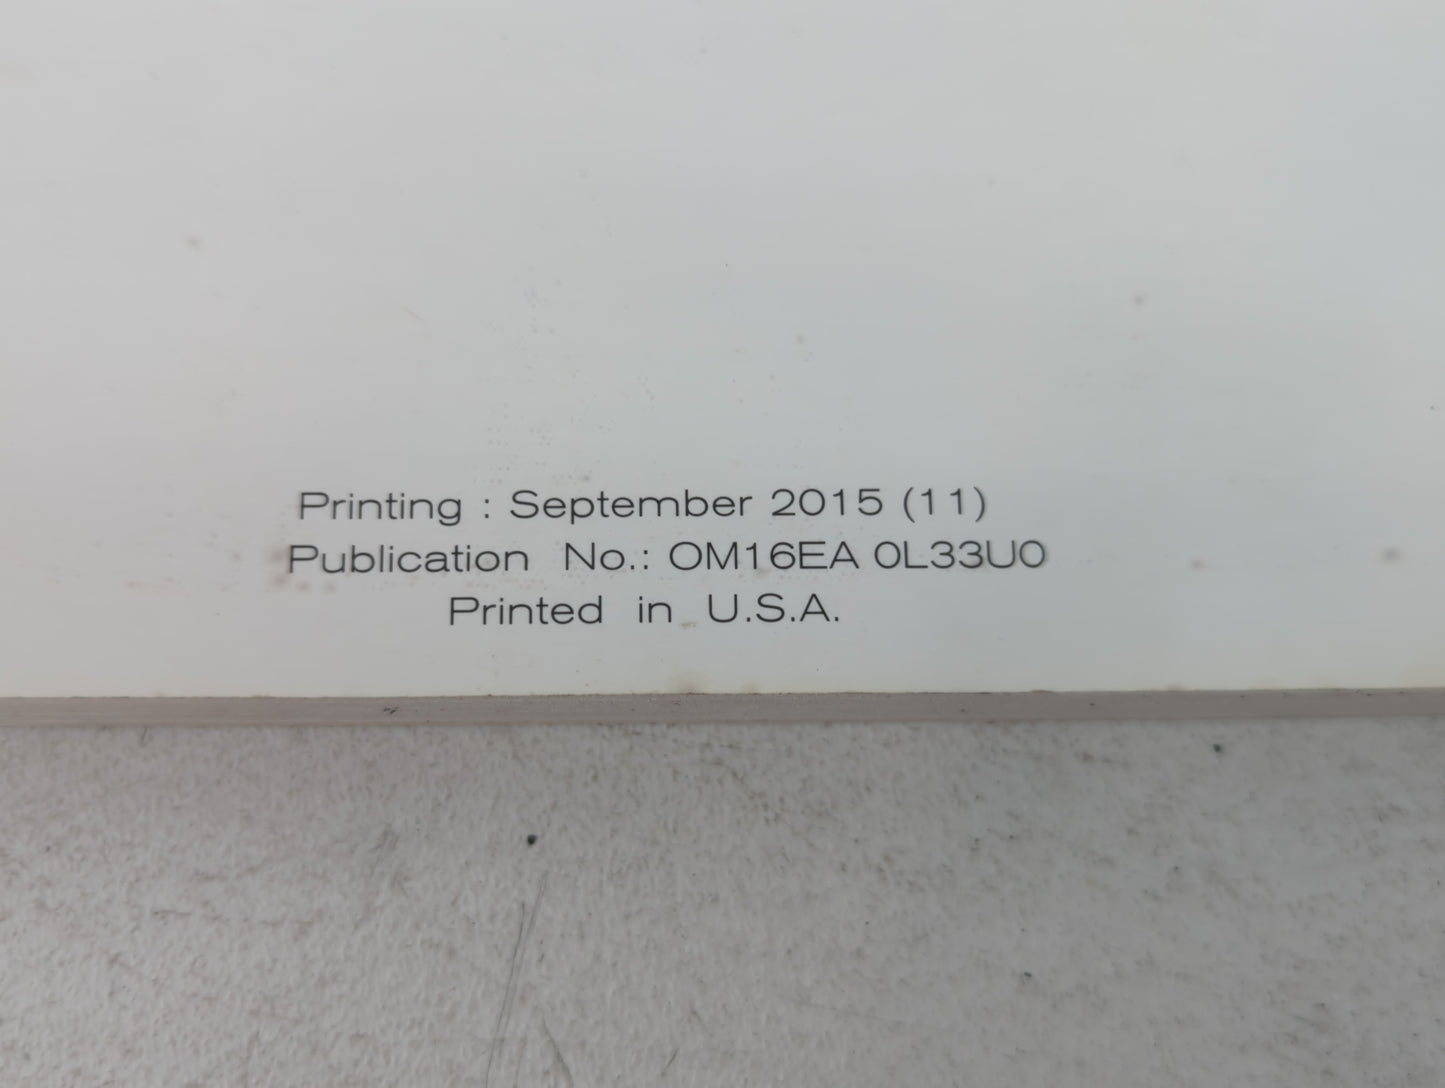 Printing : September 2015 (11)
Publication No.: OM16EA 0L33U0
Printed in U.S.A.